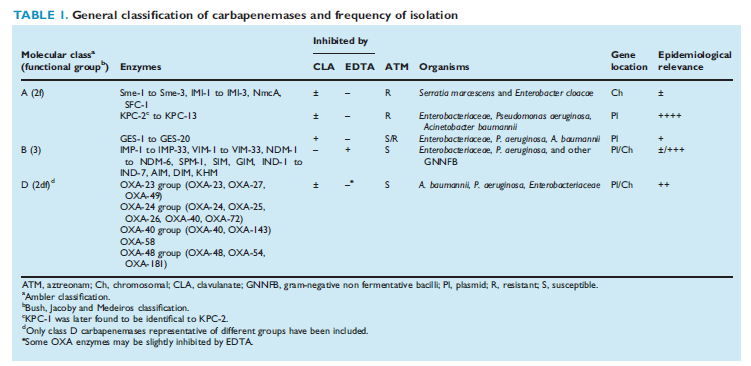 TABLE 1. General classification of carbapenemases and frequency of isolation
Inhibited by
Molecular classᵃ Gene Epidemiological
(functional groupᵇ) Enzymes CLA EDTA ATM Organisms location relevance
A (2f) Sme-1 to Sme-3, IMI-1 to IMI-3, NmcA, ± – R Serratia marcescens and Enterobacter cloacae Ch ±
SFC-1
KPC-2ᶜ to KPC-13 ± – R Enterobacteriaceae, Pseudomonas aeruginosa, Pl ++++
Acinetobacter baumannii
GES-1 to GES-20 + – S/R Enterobacteriaceae, P. aeruginosa, A. baumannii Pl +
B (3) IMP-1 to IMP-33, VIM-1 to VIM-33, NDM-1 – + S Enterobacteriaceae, P. aeruginosa, and other Pl/Ch ±/+++
to NDM-6, SPM-1, SIM, GIM, IND-1 to GNNFB
IND-7, AIM, DIM, KHM
D (2df)ᵈ OXA-23 group (OXA-23, OXA-27, ± –* S A. baumannii, P. aeruginosa, Enterobacteriaceae Pl/Ch ++
OXA-49)
OXA-24 group (OXA-24, OXA-25,
OXA-26, OXA-40, OXA-72)
OXA-40 group (OXA-40, OXA-143)
OXA-58
OXA-48 group (OXA-48, OXA-54,
OXA-181)
ATM, aztreonam; Ch, chromosomal; CLA, clavulanate; GNNFB, gram-negative non fermentative bacilli; Pl, plasmid; R, resistant; S, susceptible.
ᵃAmbler classification.
ᵇBush, Jacoby and Medeiros classification.
ᶜKPC-1 was later found to be identifical to KPC-2.
ᵈOnly class D carbapenemases representative of different groups have been included.
*Some OXA enzymes may be slightly inhibited by EDTA.